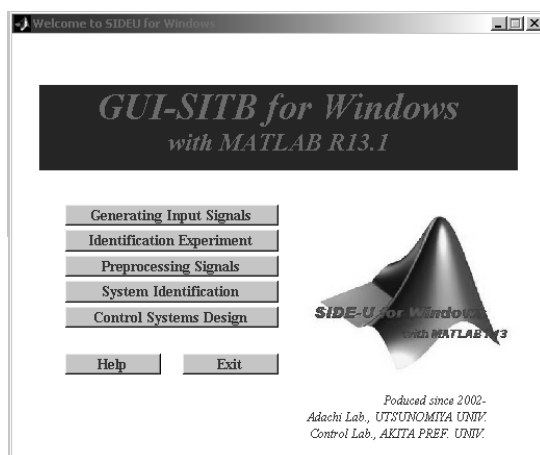 Welcome to SIDEU for Windows
GUI-SITB for Windows
with MATLAB R13.1
Generating Input Signals
Identification Experiment
Preprocessing Signals
System Identification
Control Systems Design
Help
Exit
SIDE-U for Windows
with MATLAB R13
Poduced since 2002-
Adachi Lab., UTSUNOMIYA UNIV.
Control Lab., AKITA PREF. UNIV.